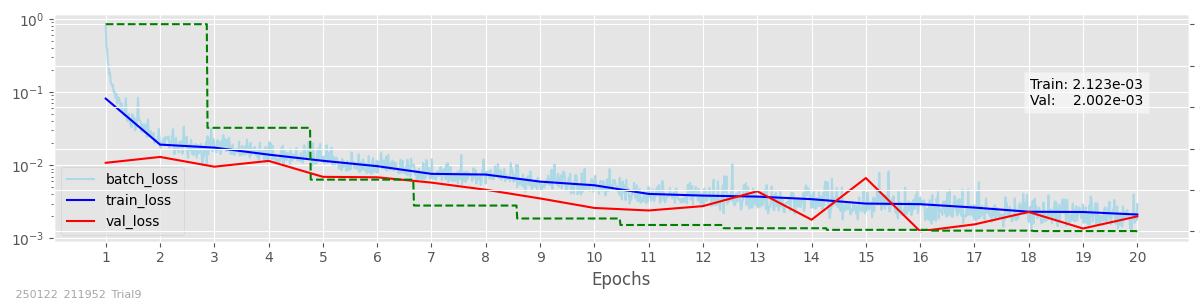 10⁰
10⁻¹
10⁻²
10⁻³
Train: 2.123e-03
Val: 2.002e-03
batch_loss
train_loss
val_loss
1 2 3 4 5 6 7 8 9 10 11 12 13 14 15 16 17 18 19 20
Epochs
250122_211952_Trial9